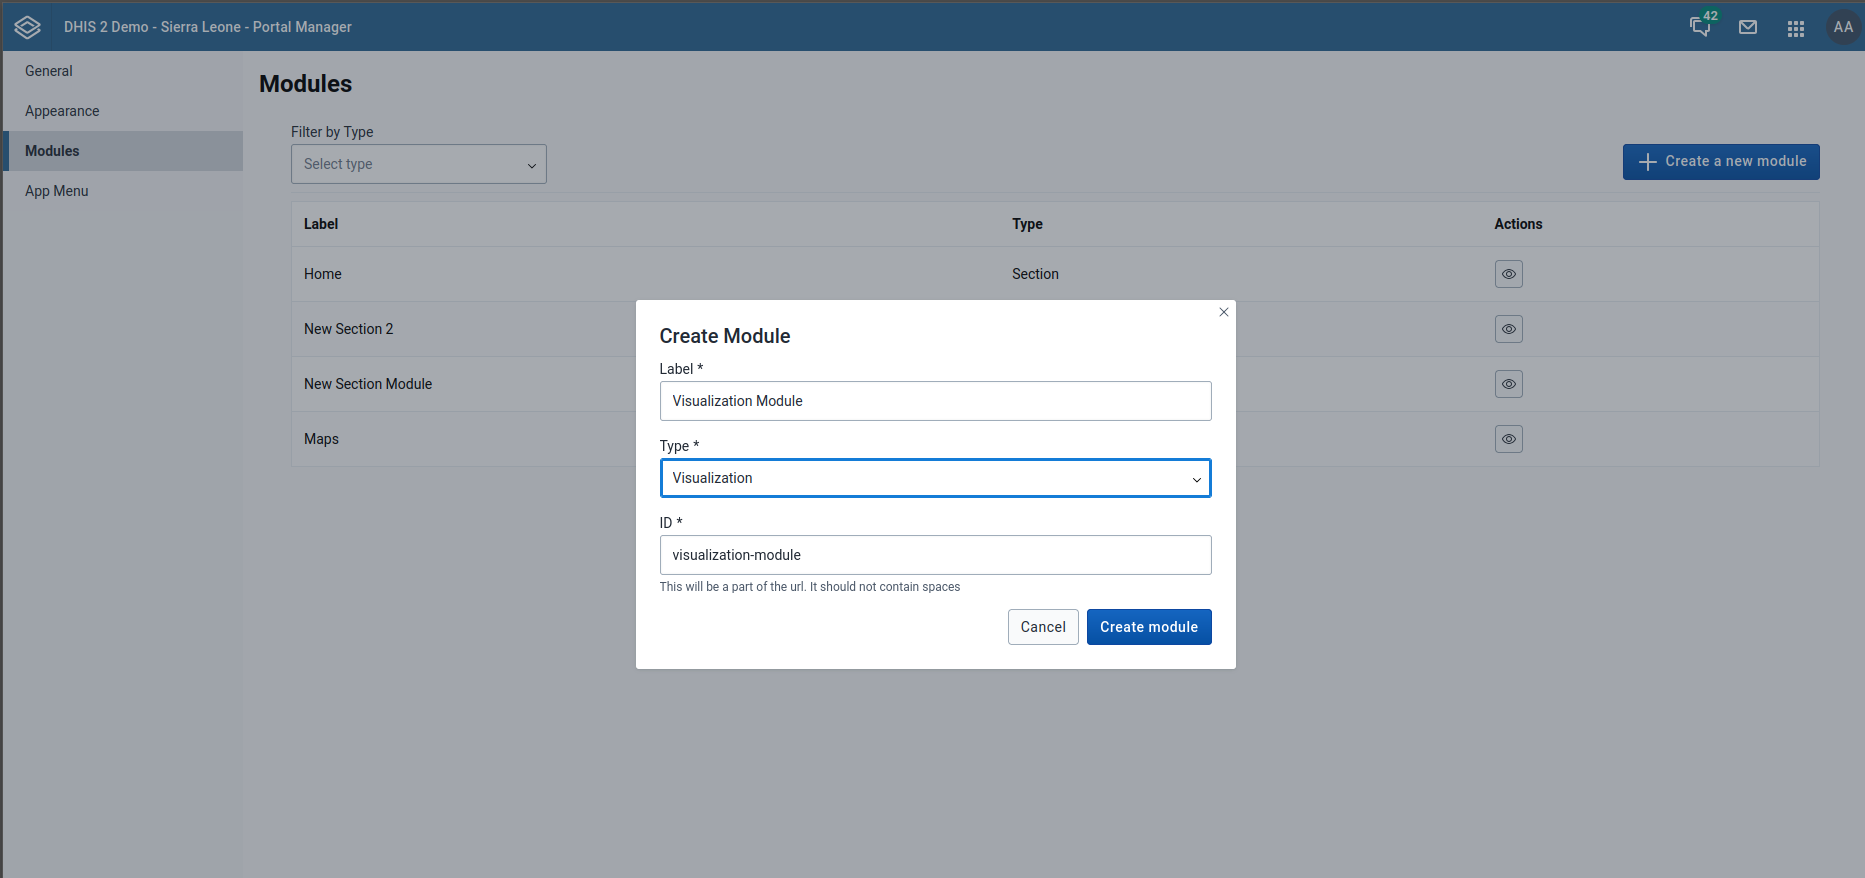 DHIS 2 Demo - Sierra Leone - Portal Manager
42
AA
General
Appearance
Modules
App Menu
Modules
Filter by Type
Select type
Create a new module
Label Type Actions
Home Section
New Section 2
New Section Module
Maps
Create Module
Label *
Visualization Module
Type *
Visualization
ID *
visualization-module
This will be a part of the url. It should not contain spaces
Cancel Create module